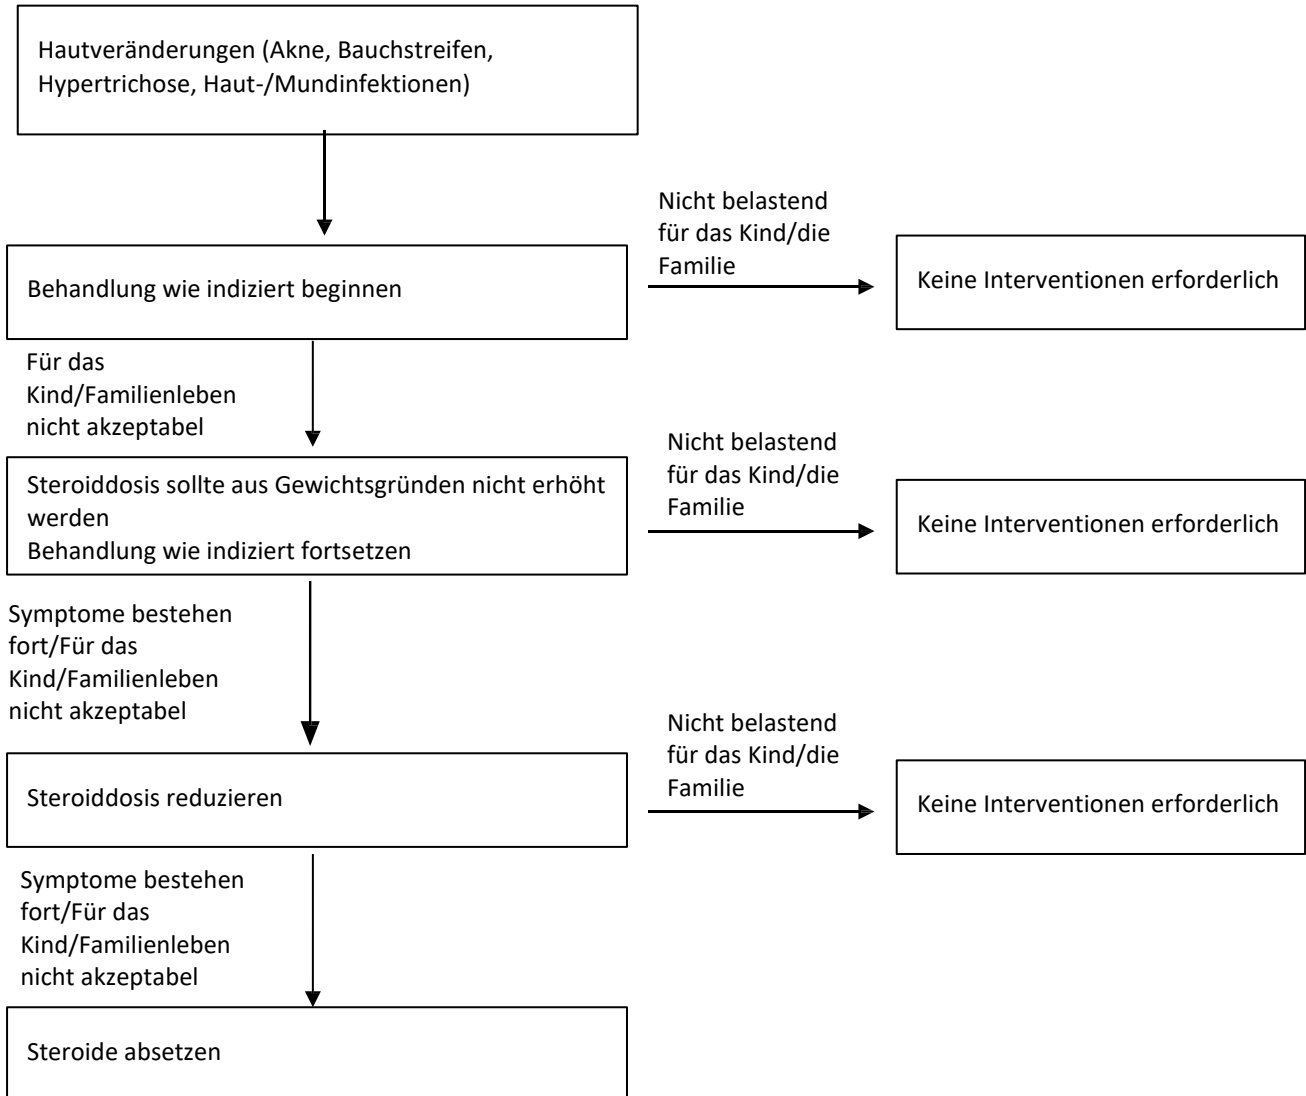 Hautveränderungen (Akne, Bauchstreifen,
Hypertrichose, Haut-/Mundinfektionen)
Nicht belastend
für das Kind/die
Familie
Behandlung wie indiziert beginnen
Keine Interventionen erforderlich
Für das
Kind/Familienleben
nicht akzeptabel
Nicht belastend
für das Kind/die
Familie
Steroiddosis sollte aus Gewichtsgründen nicht erhöht
werden
Behandlung wie indiziert fortsetzen
Keine Interventionen erforderlich
Symptome bestehen
fort/Für das
Kind/Familienleben
nicht akzeptabel
Nicht belastend
für das Kind/die
Familie
Steroiddosis reduzieren
Keine Interventionen erforderlich
Symptome bestehen
fort/Für das
Kind/Familienleben
nicht akzeptabel
Steroide absetzen